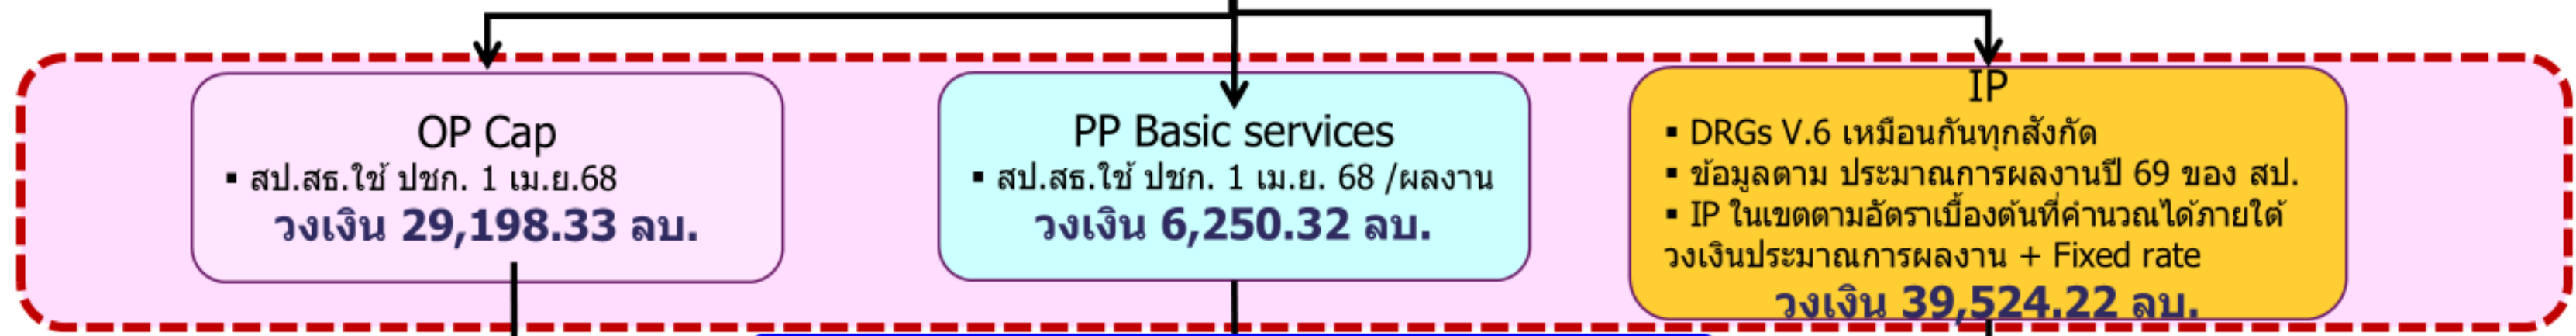 OP Cap
▪ สป.สธ.ใช้ ปชก. 1 เม.ย.68
วงเงิน 29,198.33 ลบ.
PP Basic services
▪ สป.สธ.ใช้ ปชก. 1 เม.ย. 68 /ผลงาน
วงเงิน 6,250.32 ลบ.
IP
▪ DRGs V.6 เหมือนกันทุกสังกัด
▪ ข้อมูลตาม ประมาณการผลงานปี 69 ของ สป.
▪ IP ในเขตตามอัตราเบื้องต้นที่คำนวณได้ภายใต้
วงเงินประมาณการผลงาน + Fixed rate
วงเงิน 39,524.22 ลบ.